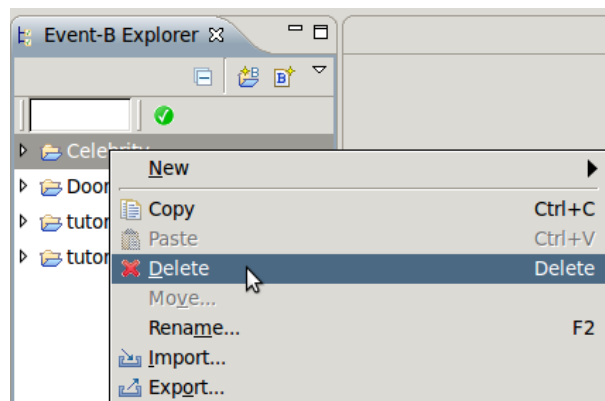 Event-B Explorer
Celebrity
New
Copy Ctrl+C
Door
Paste Ctrl+V
tutor
Delete Delete
tutor
Move...
Rename... F2
Import...
Export...